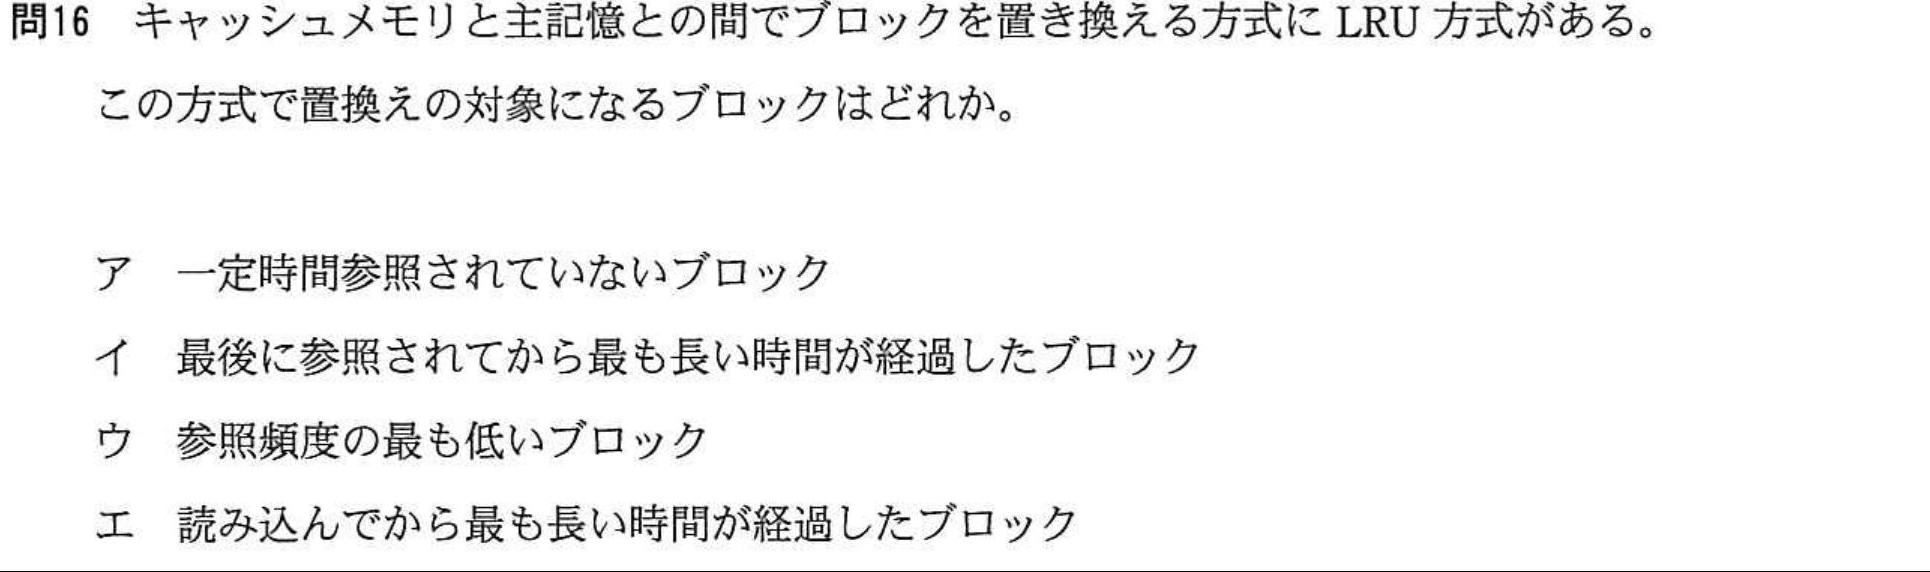 問16 キャッシュメモリと主記憶との間でブロックを置き換える方式に LRU 方式がある。
この方式で置換えの対象になるブロックはどれか。
ア 一定時間参照されていないブロック
イ 最後に参照されてから最も長い時間が経過したブロック
ウ 参照頻度の最も低いブロック
エ 読み込んでから最も長い時間が経過したブロック